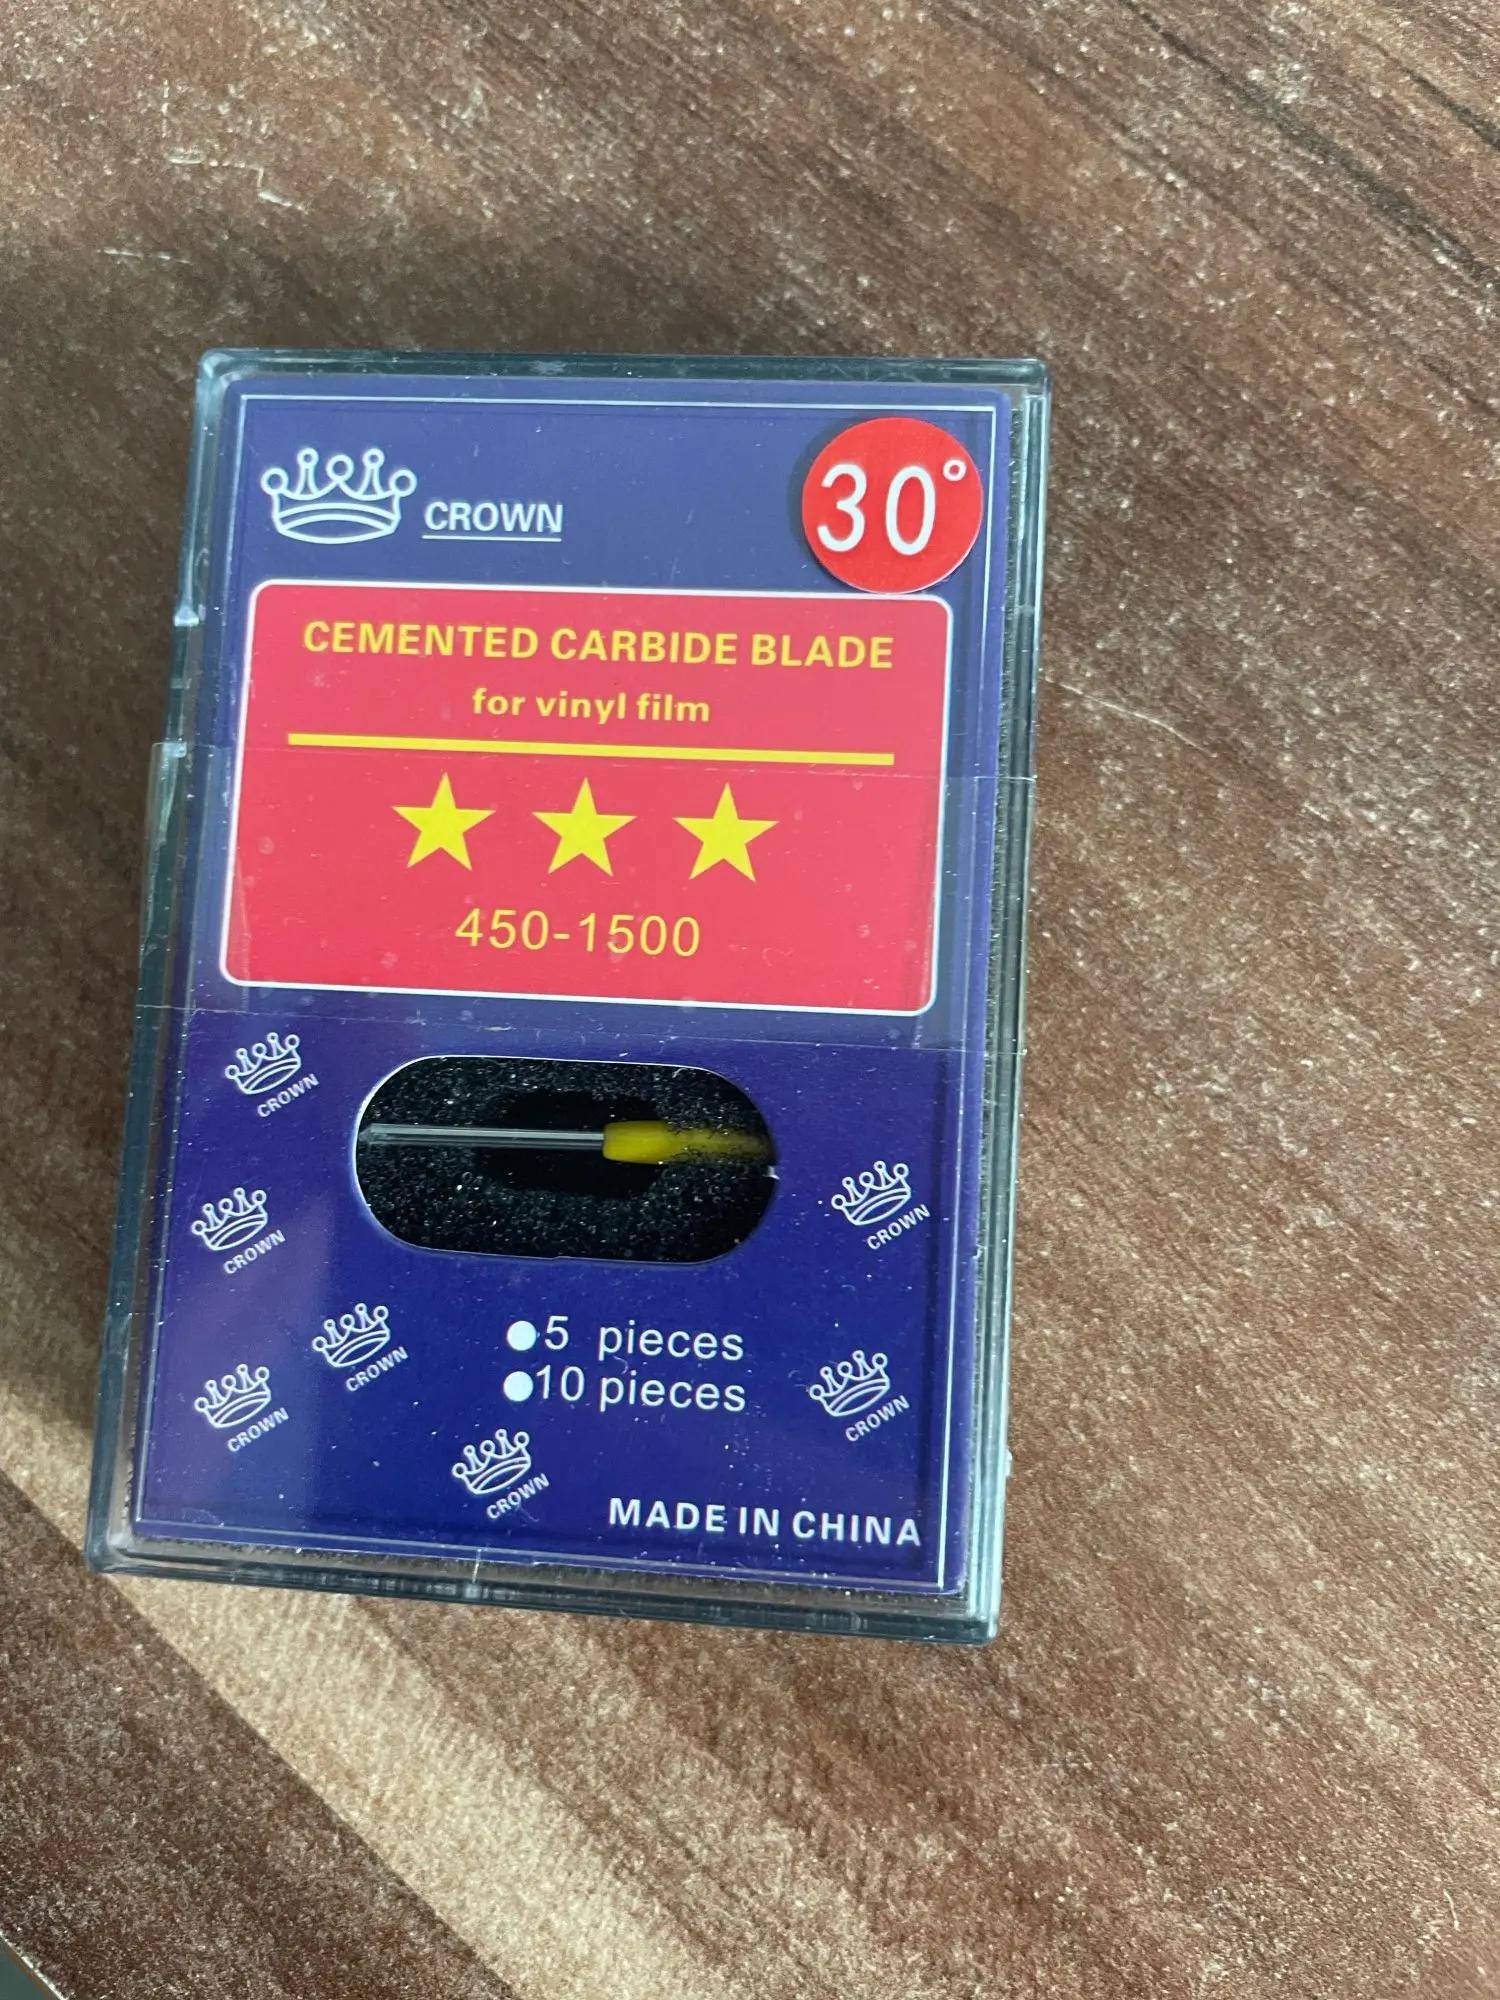 CROWN
30°
CEMENTED CARBIDE BLADE
for vinyl film
450-1500
CROWN
CROWN
CROWN
CROWN
CROWN
CROWN
CROWN
5 pieces
10 pieces
MADE IN CHINA